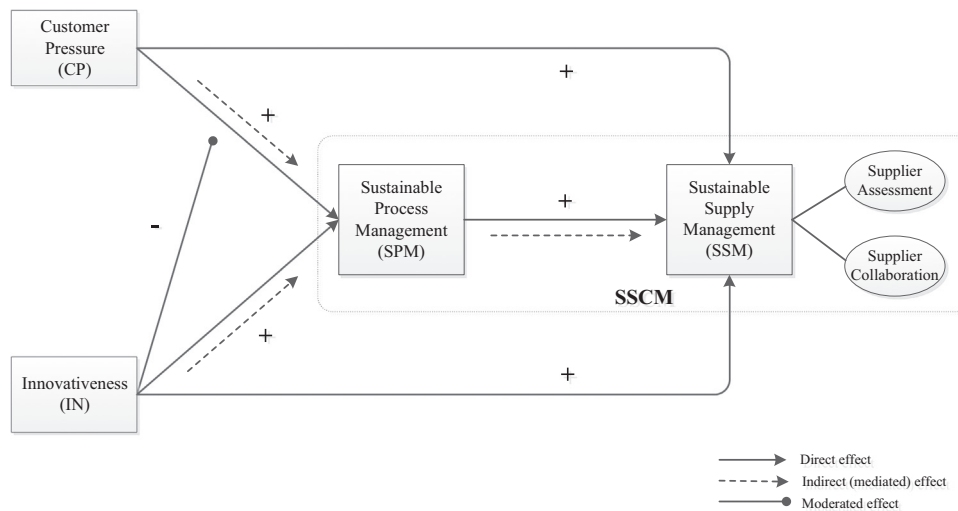 Customer
Pressure
(CP)
+
+
Sustainable
Process
Management
(SPM)
+
Sustainable
Supply
Management
(SSM)
Supplier
Assessment
Supplier
Collaboration
-
SSCM
+
+
Innovativeness
(IN)
Direct effect
Indirect (mediated) effect
Moderated effect